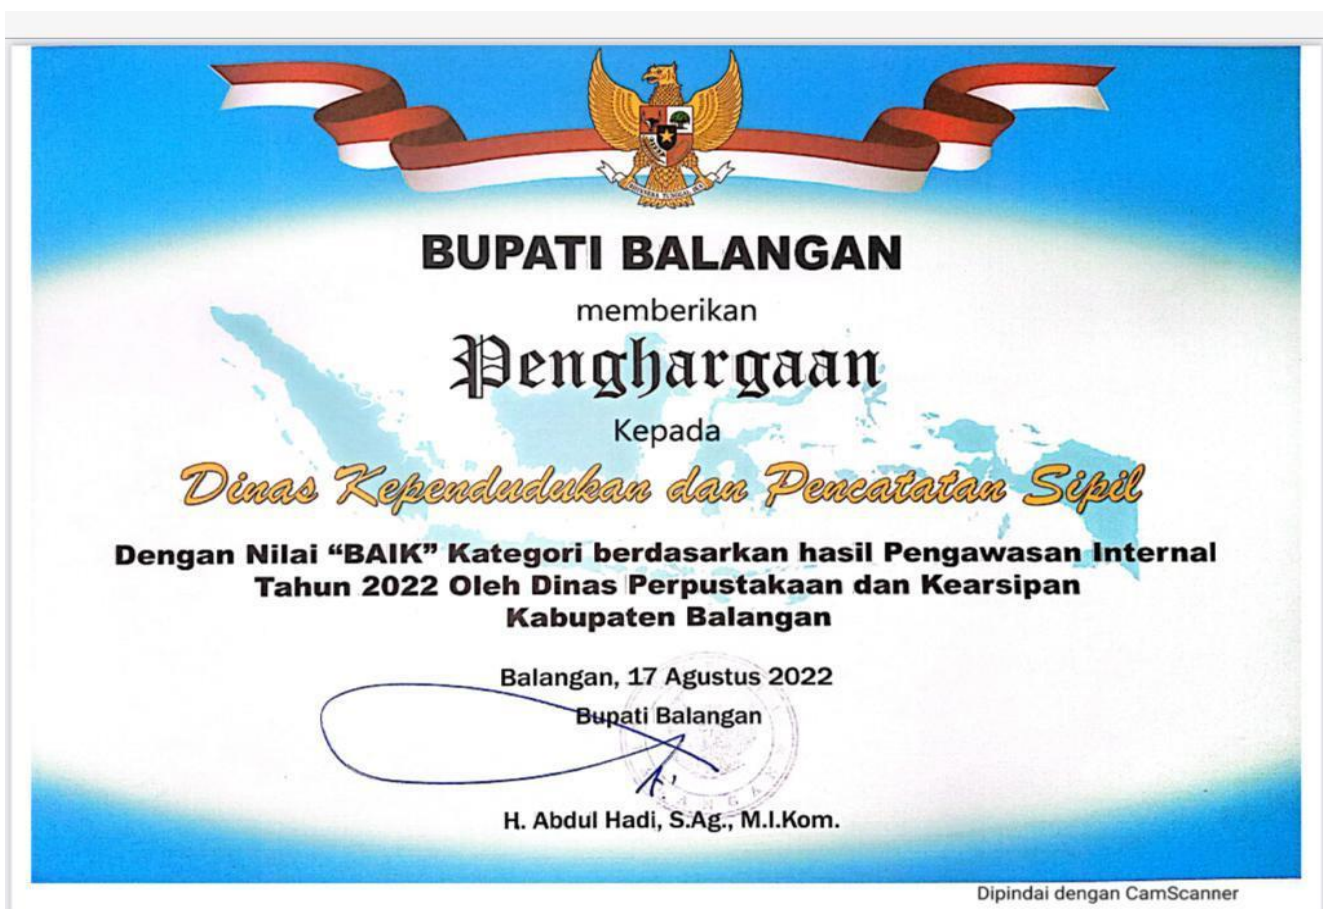 BUPATI BALANGAN
memberikan
Penghargaan
Kepada
Dinas Kependudukan dan Pencatatan Sipil
Dengan Nilai “BAIK” Kategori berdasarkan hasil Pengawasan Internal
Tahun 2022 Oleh Dinas Perpustakaan dan Kearsipan
Kabupaten Balangan
Balangan, 17 Agustus 2022
Bupati Balangan
H. Abdul Hadi, S.Ag., M.I.Kom.
Dipindai dengan CamScanner